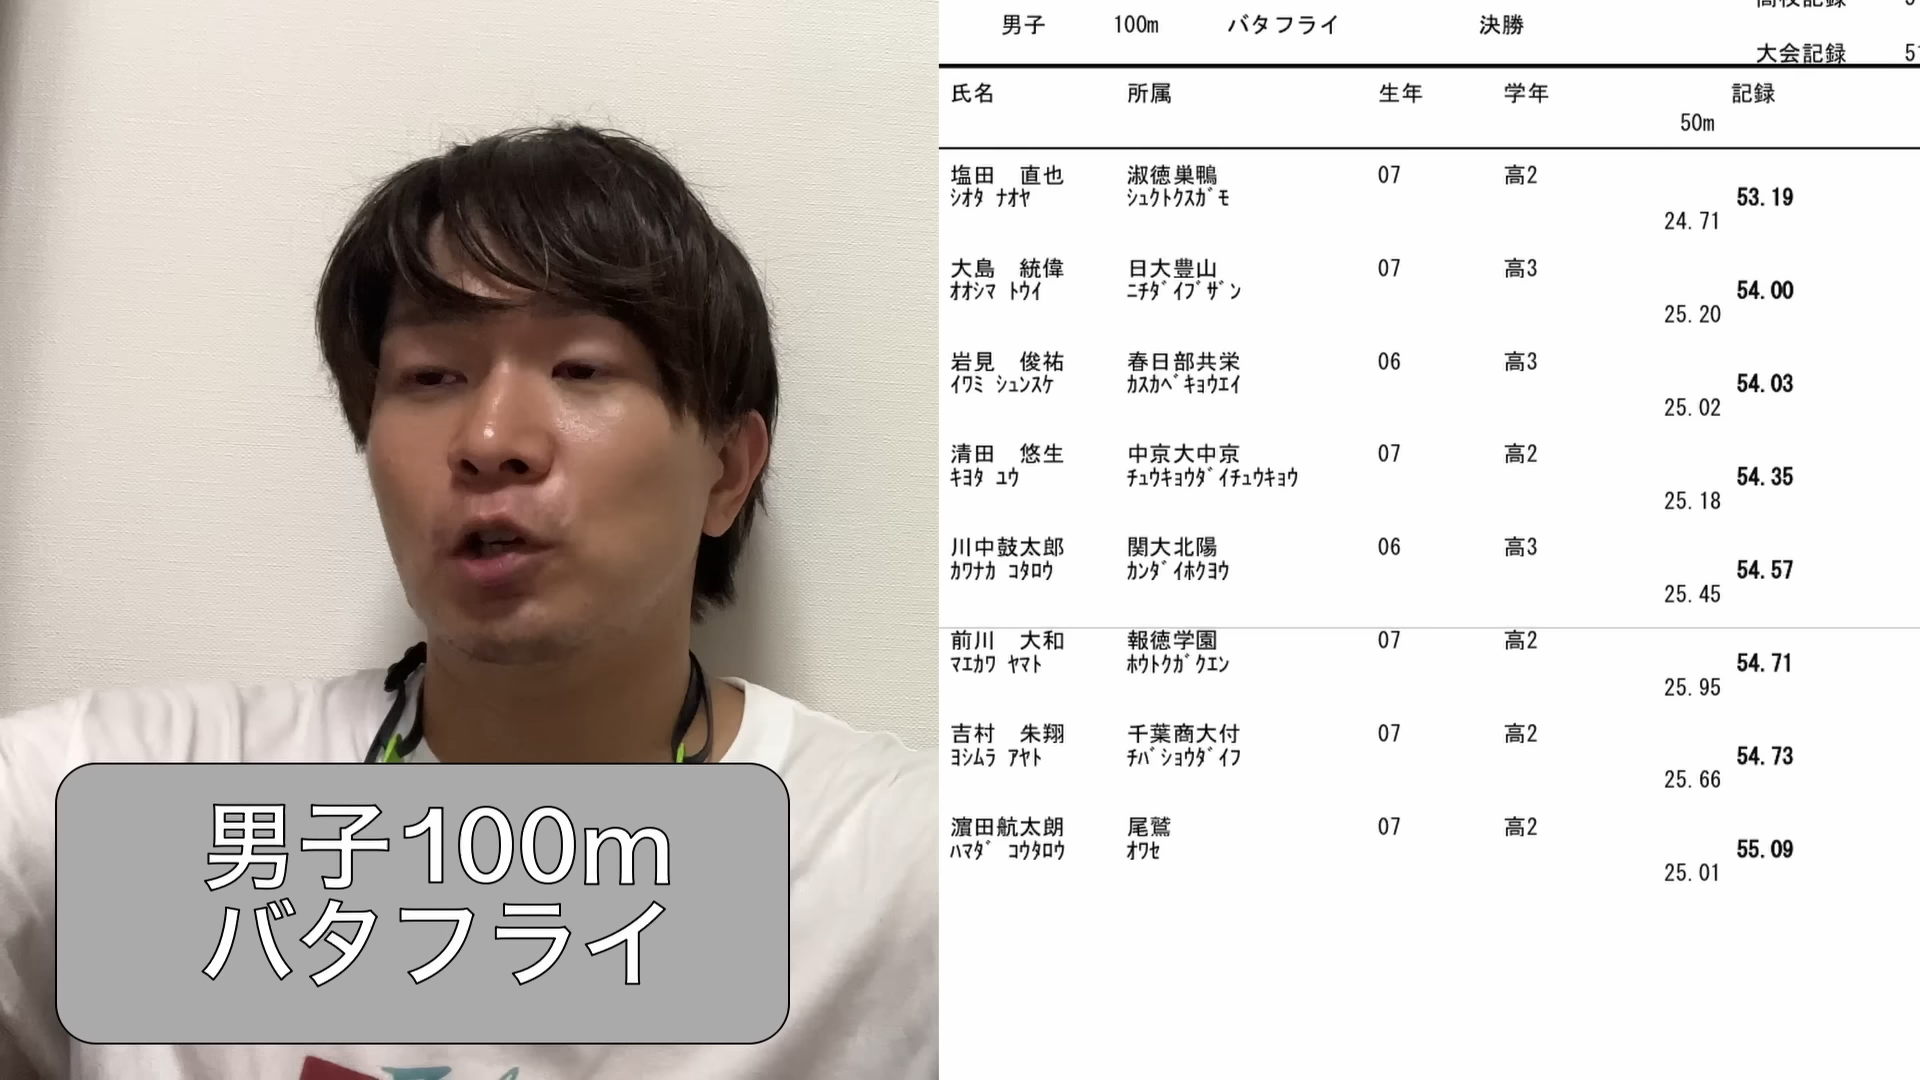 高校記録
男子 100m バタフライ 決勝
大会記録
氏名 所属 生年 学年 記録
50m
塩田 直也 淑徳巣鴨 07 高2
ｼｵﾀ ﾅｵﾔ ｼｭｸﾄｸｽｶﾞﾓ 53.19
24.71
大島 統偉 日大豊山 07 高3
ｵｵｼﾏ ﾄｳｲ ﾆﾁﾀﾞｲﾌﾞｻﾞﾝ 54.00
25.20
岩見 俊祐 春日部共栄 06 高3
ｲﾜﾐ ｼｭﾝｽｹ ｶｽｶﾍﾞｷｮｳｴｲ 54.03
25.02
清田 悠生 中京大中京 07 高2
ｷﾖﾀ ﾕｳ ﾁｭｳｷｮｳﾀﾞｲﾁｭｳｷｮｳ 54.35
25.18
川中鼓太郎 関大北陽 06 高3
ｶﾜﾅｶ ｺﾀﾛｳ ｶﾝﾀﾞｲﾎｸﾖｳ 54.57
25.45
前川 大和 報徳学園 07 高2
ﾏｴｶﾜ ﾔﾏﾄ ﾎｳﾄｸｶﾞｸｴﾝ 54.71
25.95
吉村 朱翔 千葉商大付 07 高2
ﾖｼﾑﾗ ｱﾔﾄ ﾁﾊﾞｼｮｳﾀﾞｲﾌ 54.73
25.66
濵田航太朗 尾鷲 07 高2
ﾊﾏﾀﾞ ｺｳﾀﾛｳ ｵﾜｾ 55.09
25.01
男子100m
バタフライ